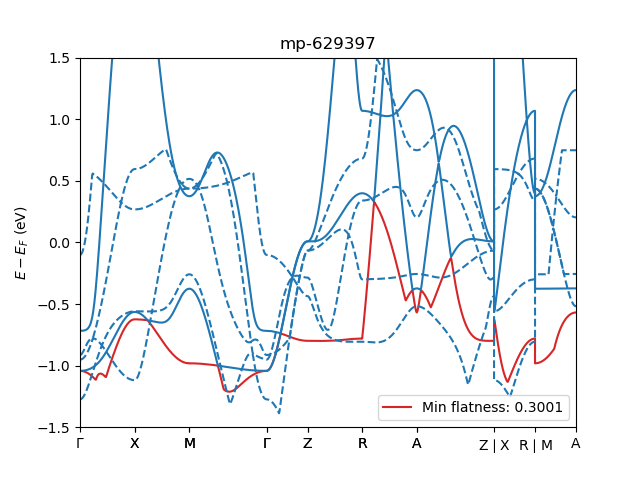 mp-629397
1.5
1.0
0.5
0.0
−0.5
−1.0
−1.5
E − E_F (eV)
Γ X M Γ Z R A Z | X R | M A
Min flatness: 0.3001